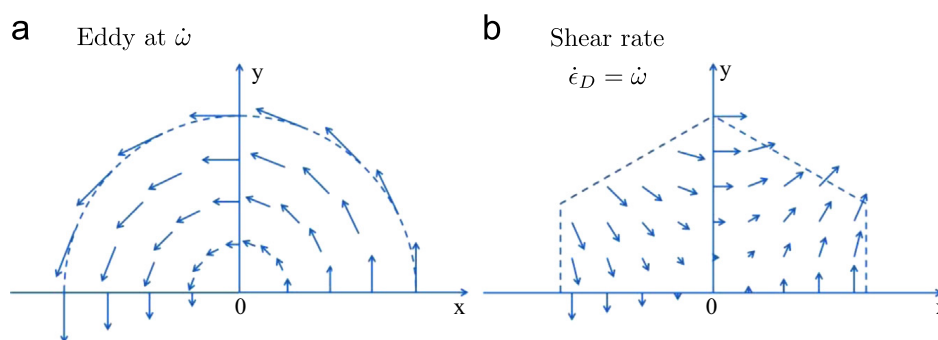 a
Eddy at ω̇
y
0
x
b
Shear rate
ϵ̇_D = ω̇
y
0